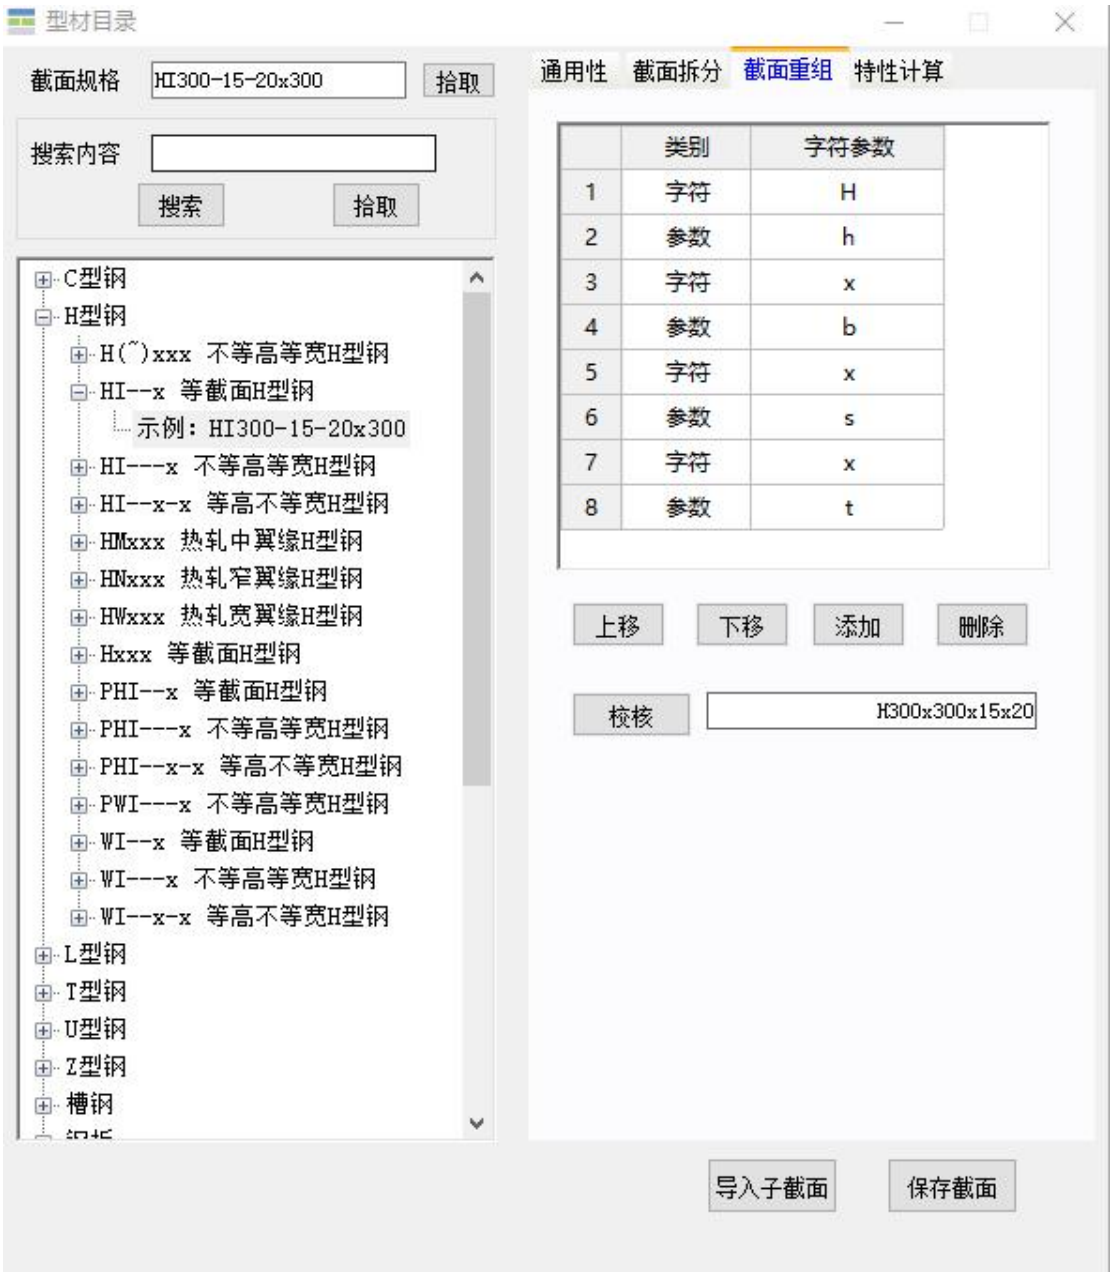 型材目录
截面规格 HI300-15-20x300 拾取
搜索内容
搜索 拾取
C型钢
H型钢
H(~)xxx 不等高等宽H型钢
HI--x 等截面H型钢
示例: HI300-15-20x300
HI---x 不等高等宽H型钢
HI--x-x 等高不等宽H型钢
HMxxx 热轧中翼缘H型钢
HNxxx 热轧窄翼缘H型钢
HWxxx 热轧宽翼缘H型钢
Hxxx 等截面H型钢
PHI--x 等截面H型钢
PHI---x 不等高等宽H型钢
PHI--x-x 等高不等宽H型钢
PWI---x 不等高等宽H型钢
WI--x 等截面H型钢
WI---x 不等高等宽H型钢
WI--x-x 等高不等宽H型钢
L型钢
T型钢
U型钢
Z型钢
槽钢
通用性 截面拆分 截面重组 特性计算
类别 字符参数
1 字符 H
2 参数 h
3 字符 x
4 参数 b
5 字符 x
6 参数 s
7 字符 x
8 参数 t
上移 下移 添加 删除
校核 H300x300x15x20
导入子截面 保存截面